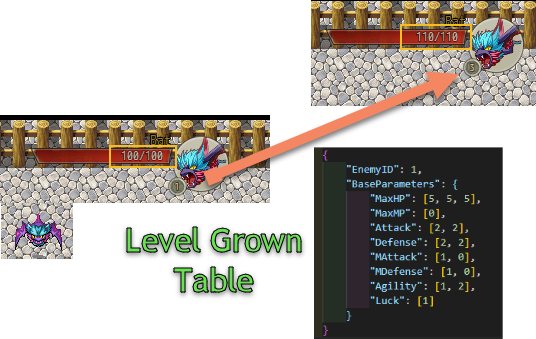 Bat
110/110
3
Bat
100/100
1
Level Grown
Table
{
"EnemyID": 1,
"BaseParameters": {
"MaxHP": [5, 5, 5],
"MaxMP": [0],
"Attack": [2, 2],
"Defense": [2, 2],
"MAttack": [1, 0],
"MDefense": [1, 0],
"Agility": [1, 2],
"Luck": [1]
}
}